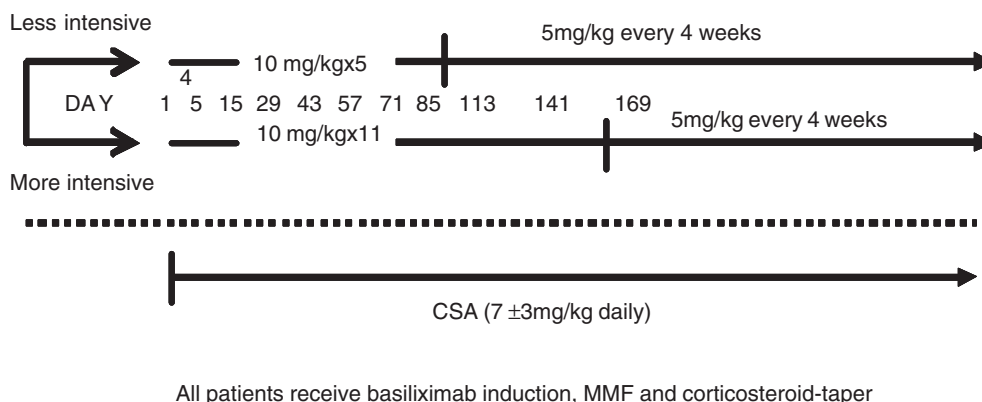 Less intensive
5mg/kg every 4 weeks
10 mg/kgx5
4
DAY 1 5 15 29 43 57 71 85 113 141 169
10 mg/kgx11
5mg/kg every 4 weeks
More intensive
CSA (7 ±3mg/kg daily)
All patients receive basiliximab induction, MMF and corticosteroid-taper